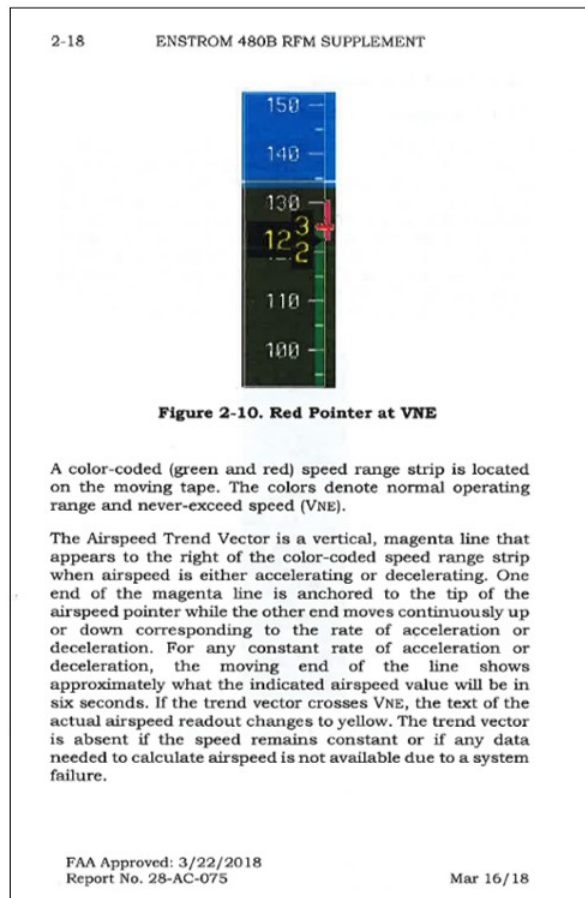 2-18 ENSTROM 480B RFM SUPPLEMENT
150
140
130
3
12
2
110
100
Figure 2-10. Red Pointer at VNE
A color-coded (green and red) speed range strip is located
on the moving tape. The colors denote normal operating
range and never-exceed speed (VNE).
The Airspeed Trend Vector is a vertical, magenta line that
appears to the right of the color-coded speed range strip
when airspeed is either accelerating or decelerating. One
end of the magenta line is anchored to the tip of the
airspeed pointer while the other end moves continuously up
or down corresponding to the rate of acceleration or
deceleration. For any constant rate of acceleration or
deceleration, the moving end of the line shows
approximately what the indicated airspeed value will be in
six seconds. If the trend vector crosses VNE, the text of the
actual airspeed readout changes to yellow. The trend vector
is absent if the speed remains constant or if any data
needed to calculate airspeed is not available due to a system
failure.
FAA Approved: 3/22/2018
Report No. 28-AC-075 Mar 16/18